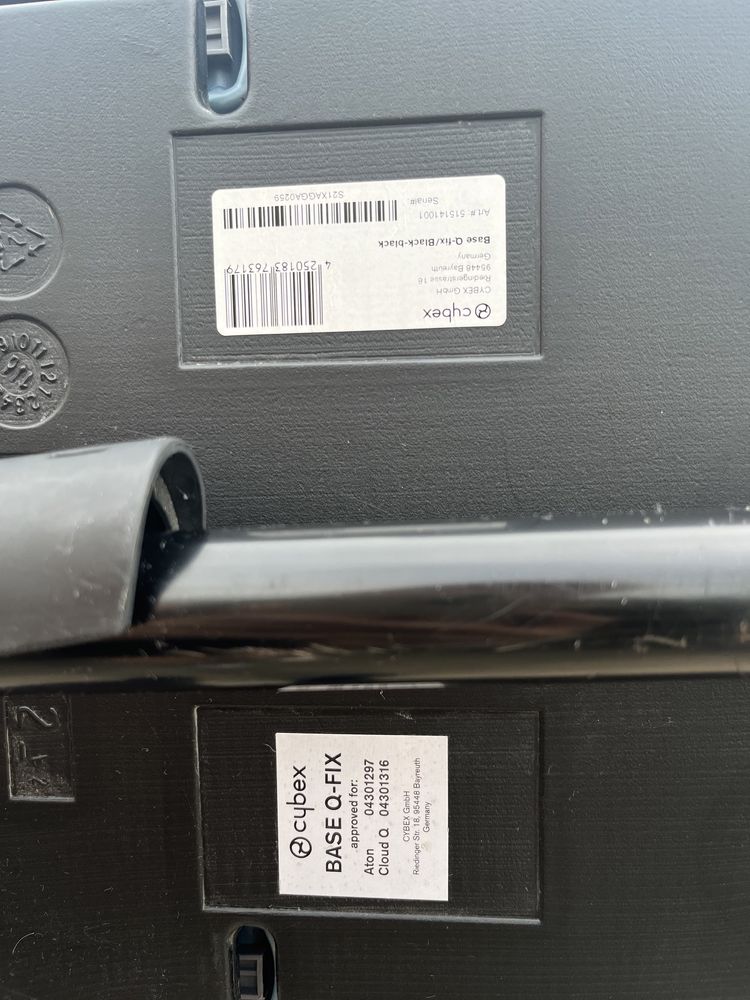 cybex
CYBEX GmbH
Riedingerstrasse 18
95448 Bayreuth
Germany
Base Q-fix/Black-black
Art.#: 515141001
Serial#:
S21XAGGA0259
4 250183 763179
cybex
BASE Q-FIX
approved for:
Aton 04301297
Cloud Q 04301316
CYBEX GmbH
Riedinger Str. 18, 95448 Bayreuth
Germany